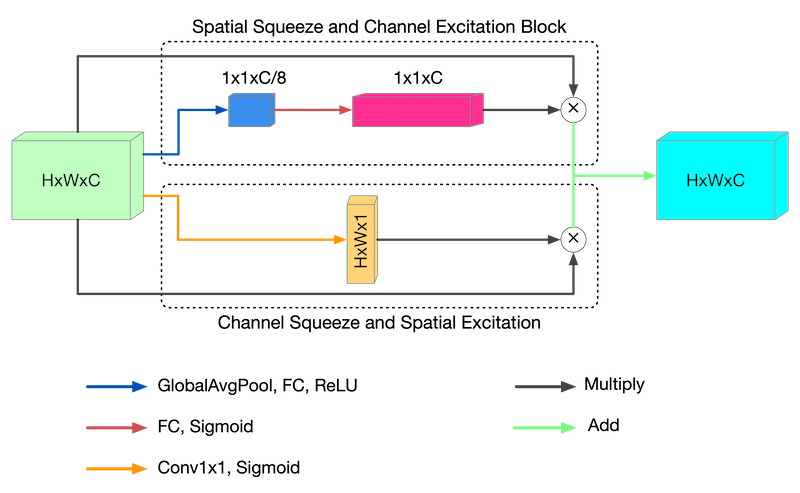 Spatial Squeeze and Channel Excitation Block
1x1xC/8
1x1xC
HxWxC
HxWxC
HxWx1
Channel Squeeze and Spatial Excitation
GlobalAvgPool, FC, ReLU
Multiply
FC, Sigmoid
Add
Conv1x1, Sigmoid